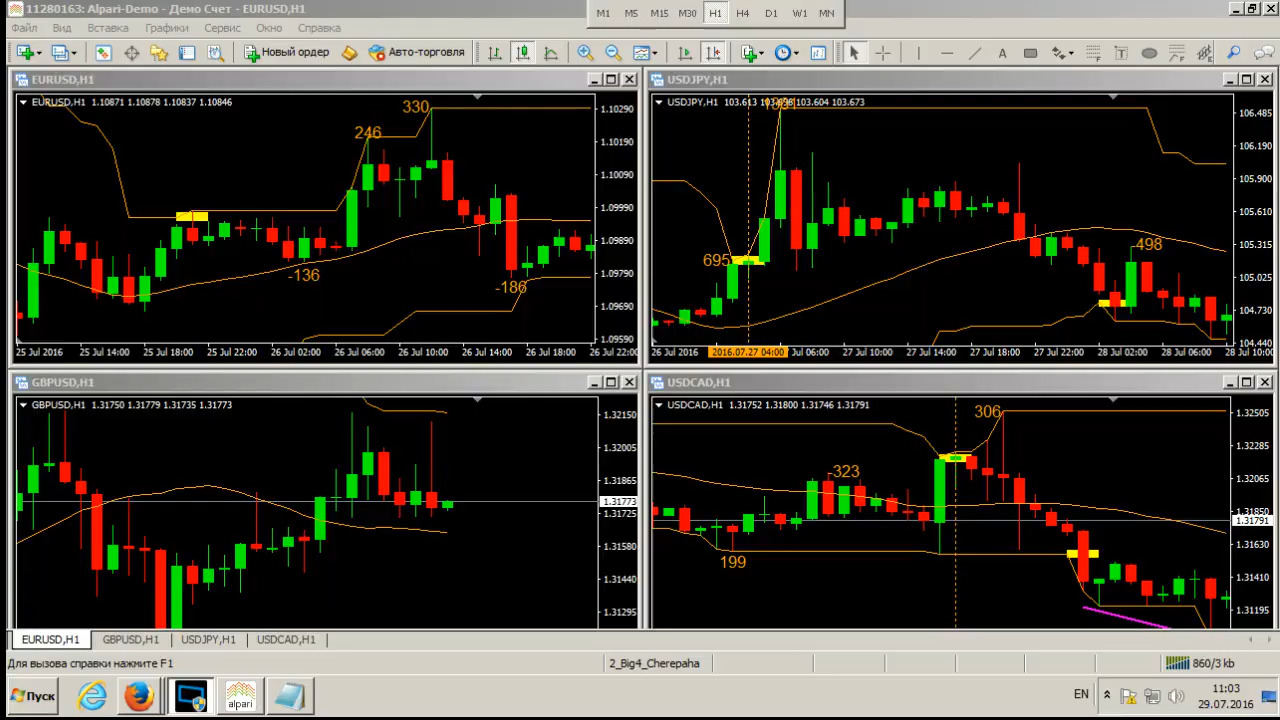 11280163: Alpari-Demo - Демо Счет - EURUSD,H1
M1 M5 M15 M30 H1 H4 D1 W1 MN
Файл Вид Вставка Графики Сервис Окно Справка
Новый ордер Авто-торговля
EURUSD,H1
EURUSD,H1 1.10871 1.10878 1.10837 1.10846
330
246
-136
-186
1.10290
1.10190
1.10090
1.09990
1.09890
1.09790
1.09690
1.09590
25 Jul 2016 25 Jul 14:00 25 Jul 18:00 25 Jul 22:00 26 Jul 02:00 26 Jul 06:00 26 Jul 10:00 26 Jul 14:00 26 Jul 18:00 26 Jul 22:00
USDJPY,H1
USDJPY,H1 103.613 103.698 103.604 103.673
695
-498
106.485
106.190
105.900
105.610
105.315
105.025
104.730
104.440
26 Jul 2016 2016.07.27 04:00 Jul 06:00 27 Jul 10:00 27 Jul 14:00 27 Jul 18:00 27 Jul 22:00 28 Jul 02:00 28 Jul 06:00 28 Jul 10:00
GBPUSD,H1
GBPUSD,H1 1.31750 1.31779 1.31735 1.31773
1.32150
1.32005
1.31865
1.31773
1.31725
1.31580
1.31440
1.31295
USDCAD,H1
USDCAD,H1 1.31752 1.31800 1.31746 1.31791
306
-323
199
1.32505
1.32285
1.32065
1.31850
1.31791
1.31630
1.31410
1.31195
EURUSD,H1 GBPUSD,H1 USDJPY,H1 USDCAD,H1
Для вызова справки нажмите F1
2_Big4_Cherepaha
860/3 kb
Пуск
alpari
EN
11:03
29.07.2016